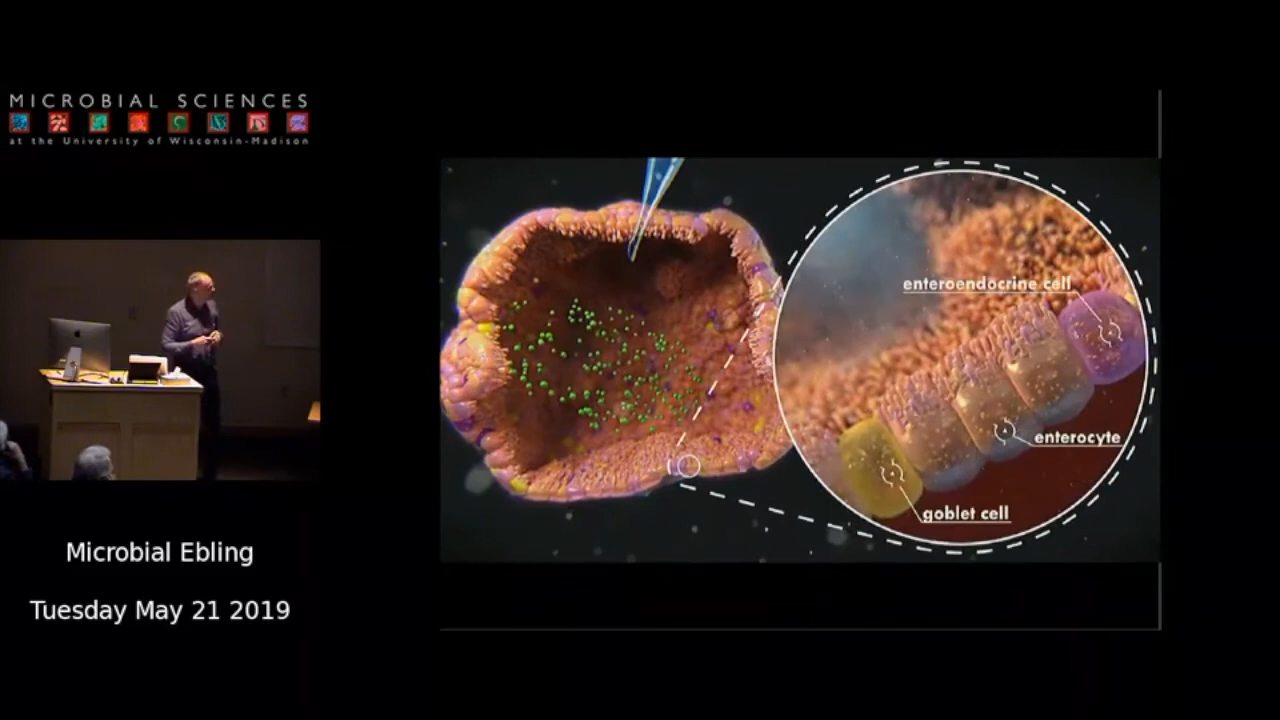 MICROBIAL SCIENCES
at the University of Wisconsin-Madison
Microbial Ebling
Tuesday May 21 2019
enteroendocrine cell
enterocyte
goblet cell